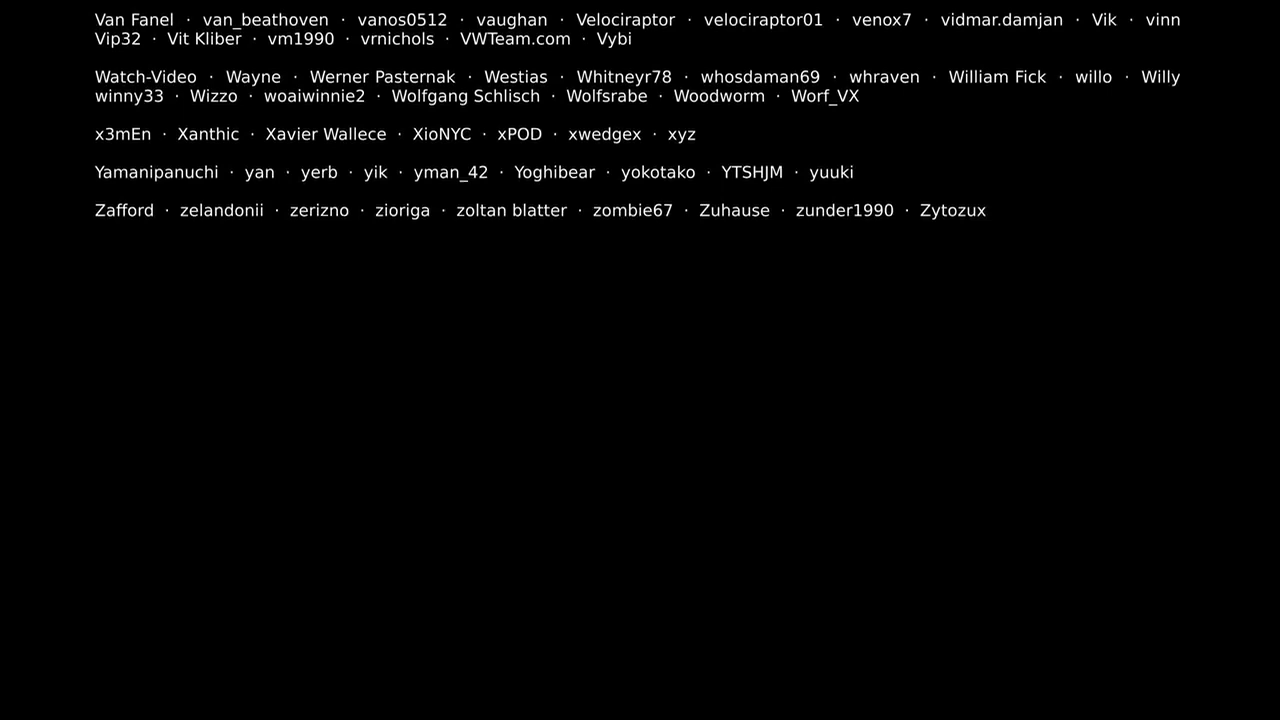 Van Fanel · van_beathoven · vanos0512 · vaughan · Velociraptor · velociraptor01 · venox7 · vidmar.damjan · Vik · vinn
Vip32 · Vit Kliber · vm1990 · vrnichols · VWTeam.com · Vybi
Watch-Video · Wayne · Werner Pasternak · Westias · Whitneyr78 · whosdaman69 · whraven · William Fick · willo · Willy
winny33 · Wizzo · woaiwinnie2 · Wolfgang Schlisch · Wolfsrabe · Woodworm · Worf_VX
x3mEn · Xanthic · Xavier Wallece · XioNYC · xPOD · xwedgex · xyz
Yamanipanuchi · yan · yerb · yik · yman_42 · Yoghibear · yokotako · YTSHJM · yuuki
Zafford · zelandonii · zerizno · zioriga · zoltan blatter · zombie67 · Zuhause · zunder1990 · Zytozux